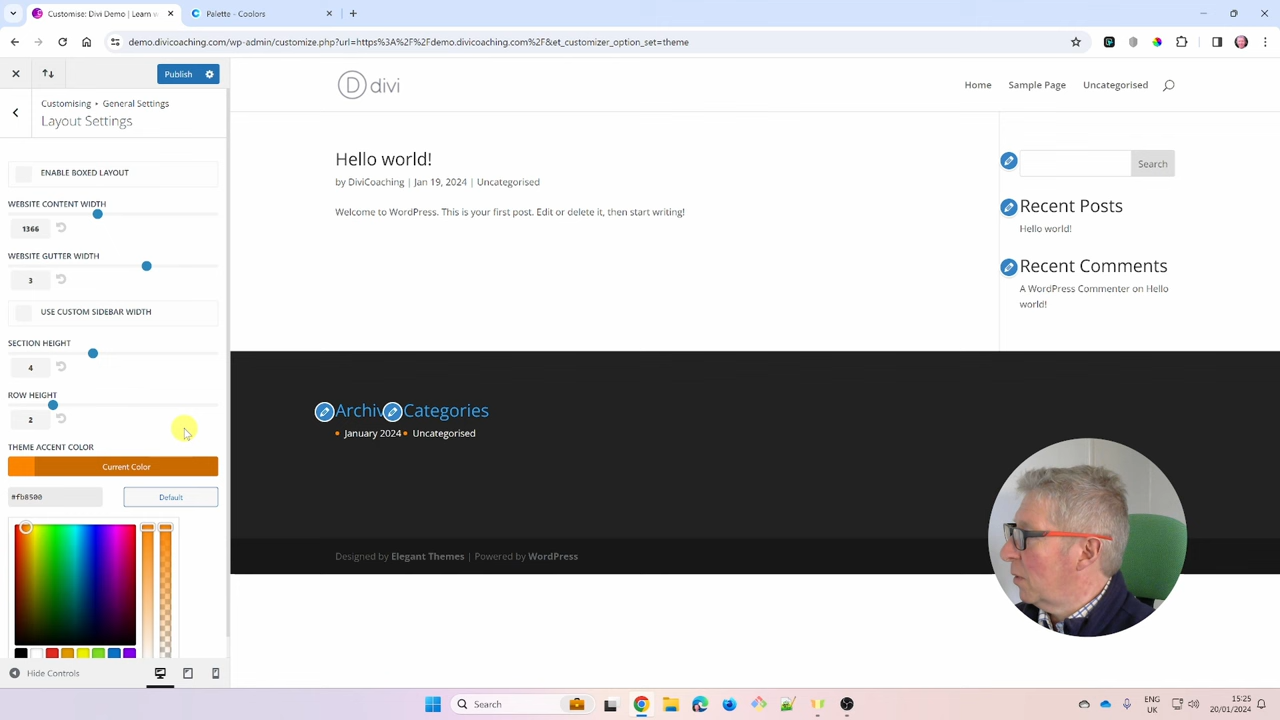 Customise: Divi Demo | Learn w
Palette - Coolors
demo.divicoaching.com/wp-admin/customize.php?url=https%3A%2F%2Fdemo.divicoaching.com%2F&et_customizer_option_set=theme
Publish
Customising ‣ General Settings
Layout Settings
ENABLE BOXED LAYOUT
WEBSITE CONTENT WIDTH
1366
WEBSITE GUTTER WIDTH
3
USE CUSTOM SIDEBAR WIDTH
SECTION HEIGHT
4
ROW HEIGHT
2
THEME ACCENT COLOR
Current Color
#fb8500
Default
Hide Controls
D divi
Home
Sample Page
Uncategorised
Hello world!
by DiviCoaching | Jan 19, 2024 | Uncategorised
Welcome to WordPress. This is your first post. Edit or delete it, then start writing!
Search
Recent Posts
Hello world!
Recent Comments
A WordPress Commenter on Hello
world!
Archiv
January 2024
Categories
Uncategorised
Designed by Elegant Themes | Powered by WordPress
Search
ENG
UK
15:25
20/01/2024